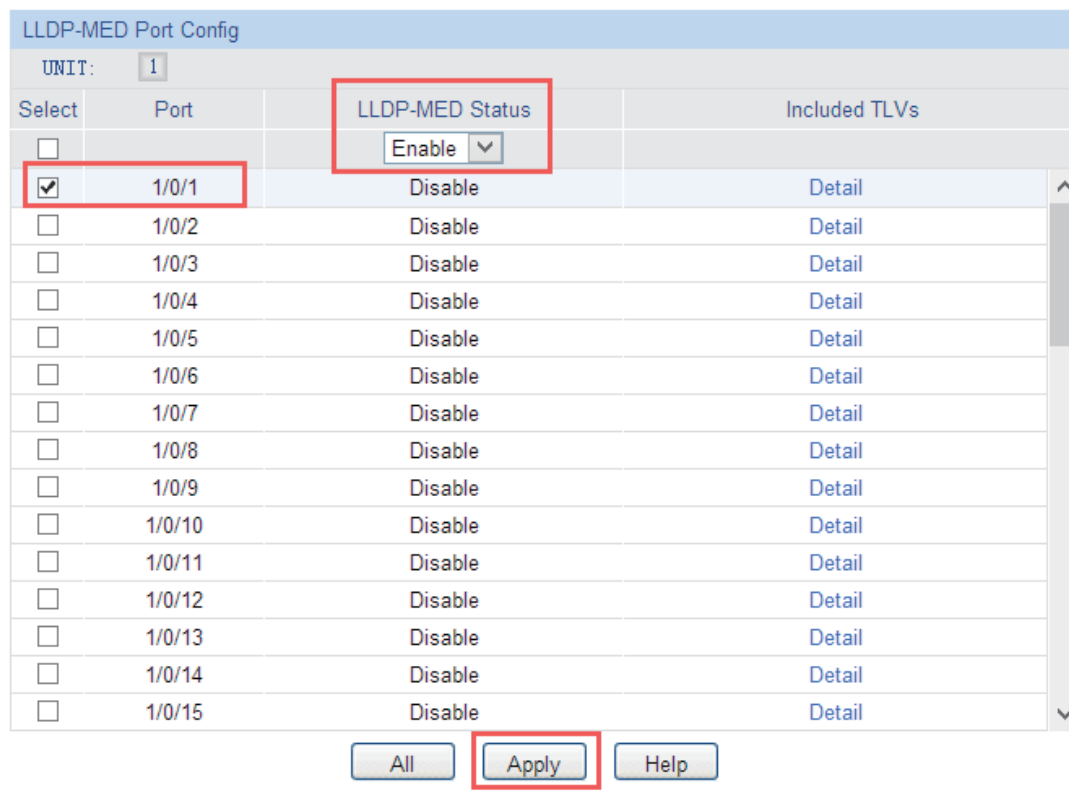 LLDP-MED Port Config
UNIT: 1
Select Port LLDP-MED Status Included TLVs
Enable
1/0/1 Disable Detail
1/0/2 Disable Detail
1/0/3 Disable Detail
1/0/4 Disable Detail
1/0/5 Disable Detail
1/0/6 Disable Detail
1/0/7 Disable Detail
1/0/8 Disable Detail
1/0/9 Disable Detail
1/0/10 Disable Detail
1/0/11 Disable Detail
1/0/12 Disable Detail
1/0/13 Disable Detail
1/0/14 Disable Detail
1/0/15 Disable Detail
All Apply Help